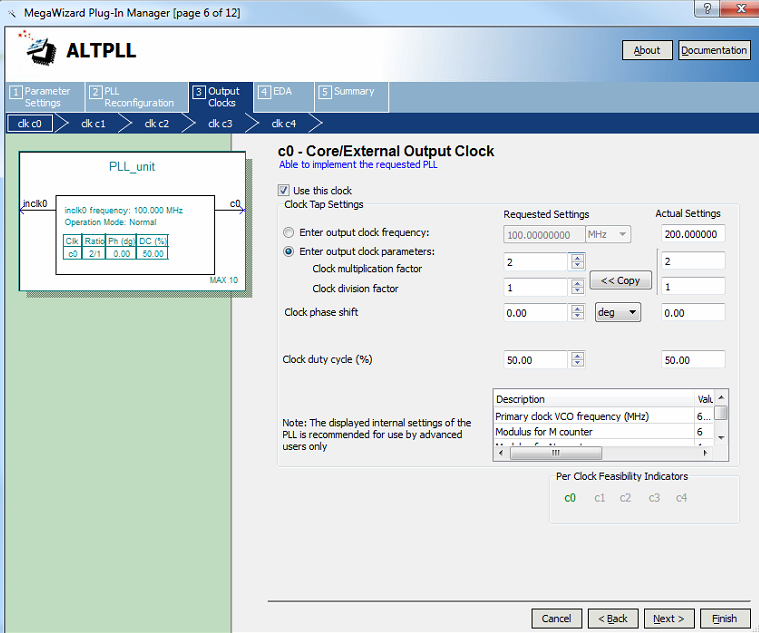 MegaWizard Plug-In Manager [page 6 of 12]
?
X
ALTPLL
About
Documentation
1 Parameter Settings
2 PLL Reconfiguration
3 Output Clocks
4 EDA
5 Summary
clk c0
clk c1
clk c2
clk c3
clk c4
PLL_unit
inclk0
c0
inclk0 frequency: 100.000 MHz
Operation Mode: Normal
Clk Ratio Ph (dg) DC (%)
c0 2/1 0.00 50.00
MAX 10
c0 - Core/External Output Clock
Able to implement the requested PLL
Use this clock
Clock Tap Settings
Requested Settings
Actual Settings
Enter output clock frequency:
100.00000000
MHz
200.000000
Enter output clock parameters:
Clock multiplication factor
2
2
<< Copy
Clock division factor
1
1
Clock phase shift
0.00
deg
0.00
Clock duty cycle (%)
50.00
50.00
Note: The displayed internal settings of the
PLL is recommended for use by advanced
users only
Description
Valu
Primary clock VCO frequency (MHz)
6...
Modulus for M counter
6
Per Clock Feasibility Indicators
c0 c1 c2 c3 c4
Cancel
< Back
Next >
Finish